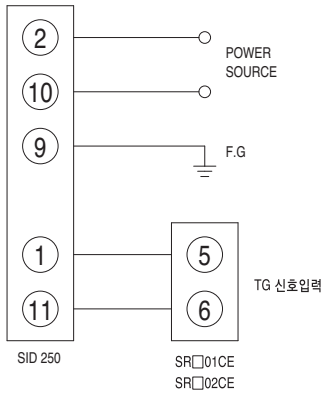 2
POWER
SOURCE
10
9
F.G
1
5
TG 신호입력
11
6
SID 250
SR□01CE
SR□02CE